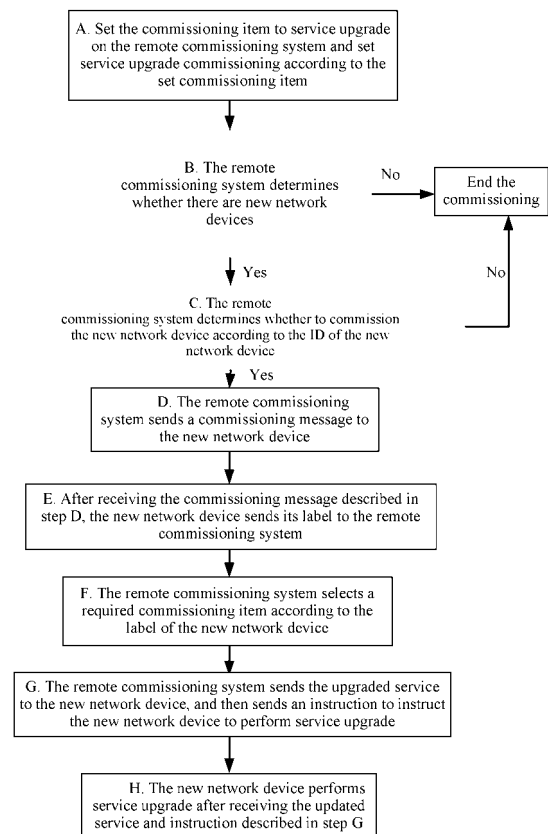 A. Set the commissioning item to service upgrade
on the remote commissioning system and set
service upgrade commissioning according to the
set commissioning item
B. The remote
commissioning system determines
whether there are new network
devices
No
End the
commissioning
Yes
No
C. The remote
commissioning system determines whether to commission
the new network device according to the ID of the new
network device
Yes
D. The remote commissioning
system sends a commissioning message to
the new network device
E. After receiving the commissioning message described in
step D, the new network device sends its label to the remote
commissioning system
F. The remote commissioning system selects a
required commissioning item according to the
label of the new network device
G. The remote commissioning system sends the upgraded service
to the new network device, and then sends an instruction to instruct
the new network device to perform service upgrade
H. The new network device performs
service upgrade after receiving the updated
service and instruction described in step G